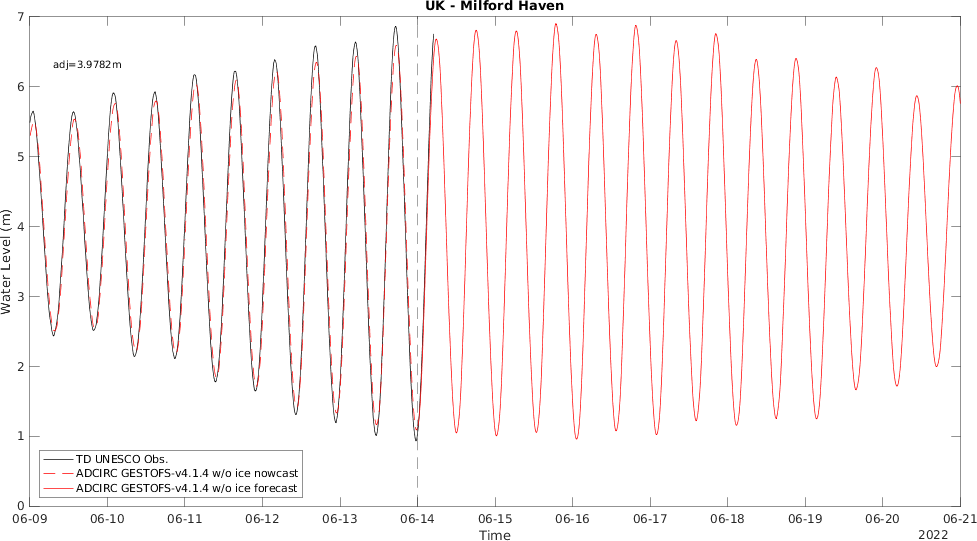 UK - Milford Haven
adj=3.9782m
7
6
5
4
3
2
1
0
Water Level (m)
TD UNESCO Obs.
ADCIRC GESTOFS-v4.1.4 w/o ice nowcast
ADCIRC GESTOFS-v4.1.4 w/o ice forecast
06-09 06-10 06-11 06-12 06-13 06-14 06-15 06-16 06-17 06-18 06-19 06-20 06-21
Time
2022